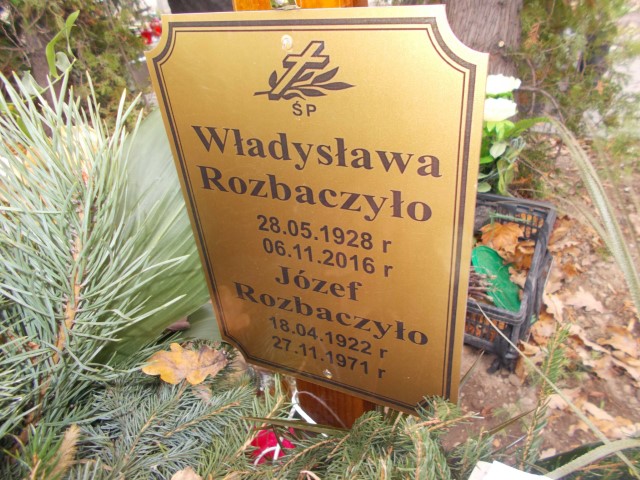 ŚP
Władysława
Rozbaczyło
28.05.1928 r
06.11.2016 r
Józef
Rozbaczyło
18.04.1922 r
27.11.1971 r